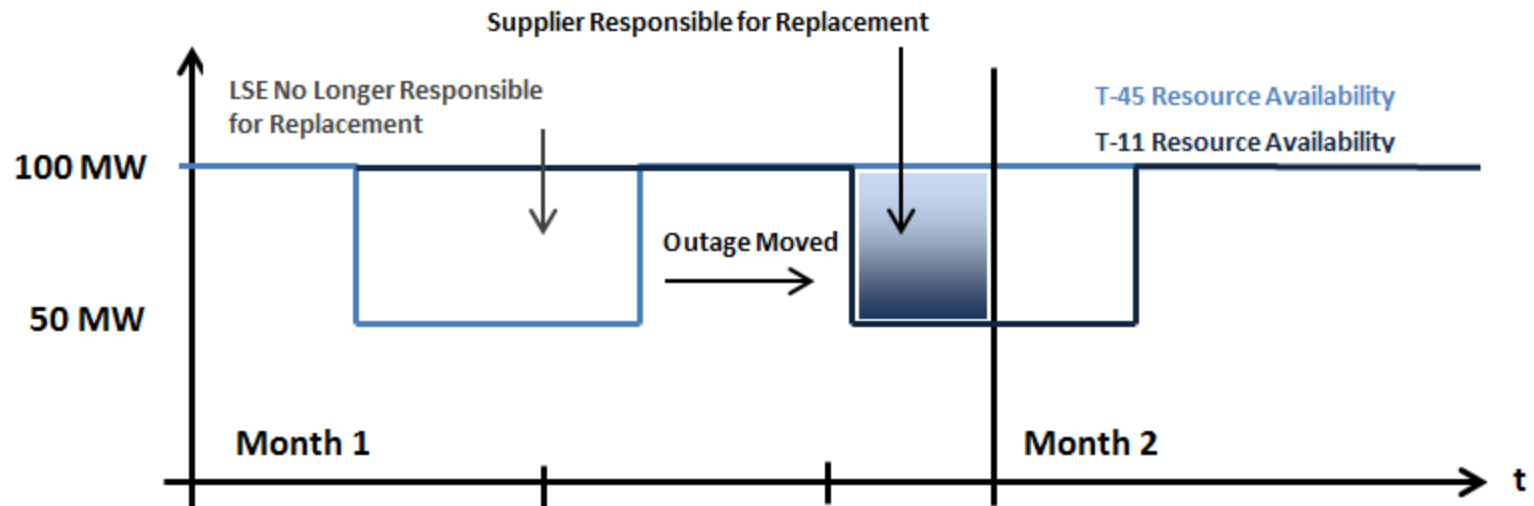 Supplier Responsible for Replacement
LSE No Longer Responsible
for Replacement
T-45 Resource Availability
T-11 Resource Availability
100 MW
Outage Moved
50 MW
Month 1
Month 2
t